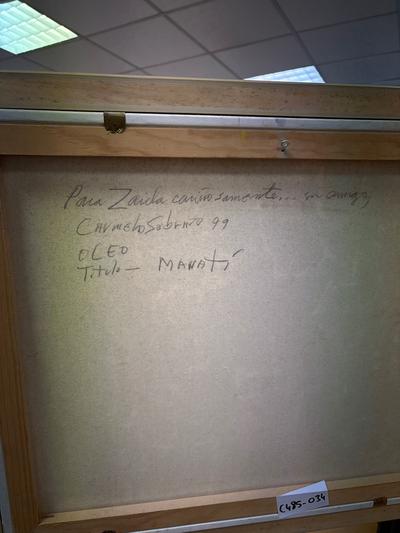 Para Zaida cariñosamente... su amigo,
Carmelo Sobrino 99
OLEO
Titulo — MANATÍ
C485-034